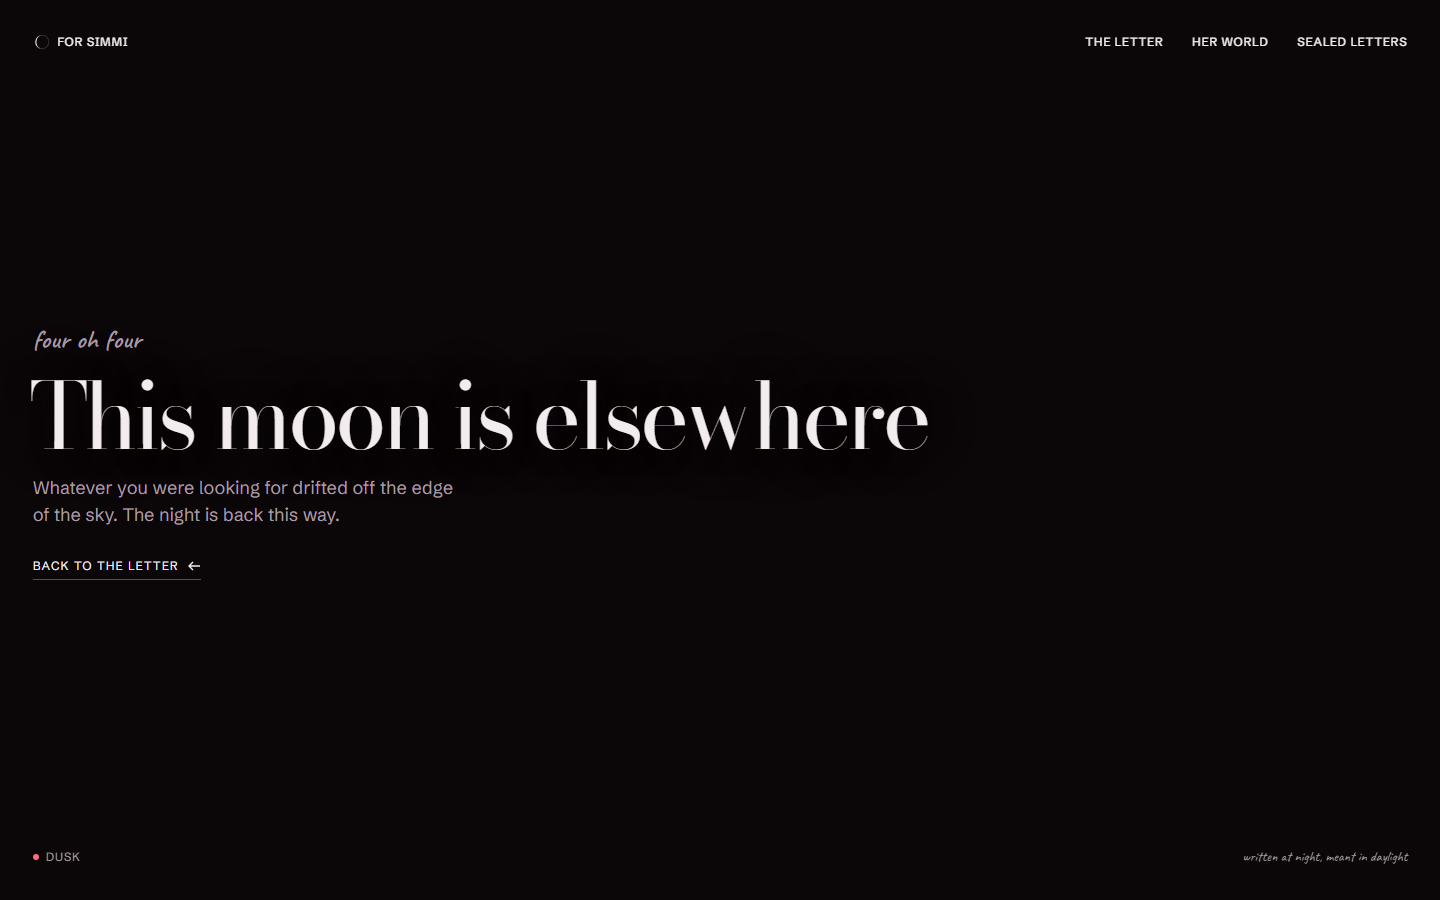 FOR SIMMI
THE LETTER HER WORLD SEALED LETTERS
four oh four
This moon is elsewhere
Whatever you were looking for drifted off the edge
of the sky. The night is back this way.
BACK TO THE LETTER ←
DUSK
written at night, meant in daylight